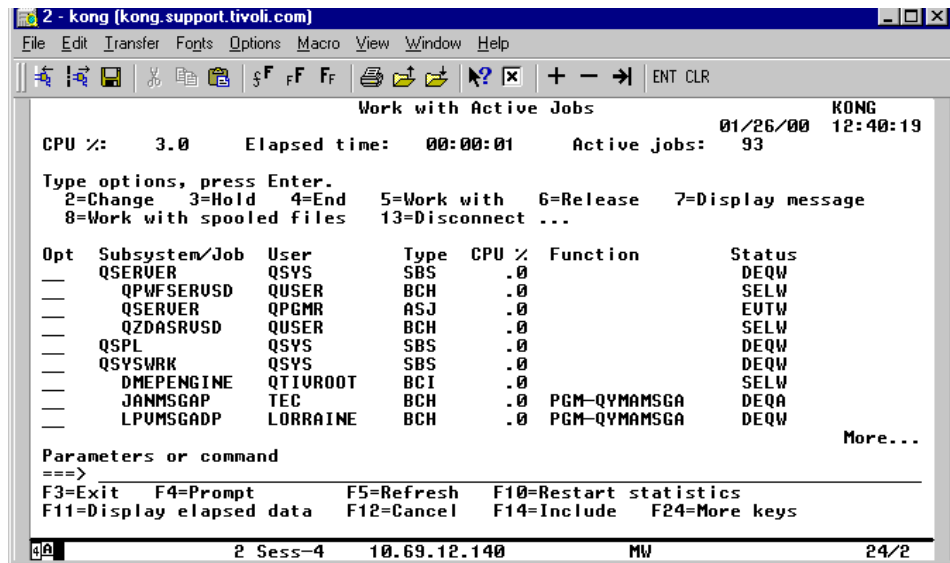 2 - kong (kong.support.tivoli.com)
File Edit Transfer Fonts Options Macro View Window Help
ENT CLR
Work with Active Jobs KONG
01/26/00 12:40:19
CPU %: 3.0 Elapsed time: 00:00:01 Active jobs: 93
Type options, press Enter.
2=Change 3=Hold 4=End 5=Work with 6=Release 7=Display message
8=Work with spooled files 13=Disconnect ...
Opt Subsystem/Job User Type CPU % Function Status
QSERVER QSYS SBS .0 DEQW
QPWFSERVSD QUSER BCH .0 SELW
QSERVER QPGMR ASJ .0 EVTW
QZDASRVSD QUSER BCH .0 SELW
QSPL QSYS SBS .0 DEQW
QSYSWRK QSYS SBS .0 DEQW
DMEPENGINE QTIVROOT BCI .0 SELW
JANMSGAP TEC BCH .0 PGM-QYMAMSGA DEQA
LPVMSGADP LORRAINE BCH .0 PGM-QYMAMSGA DEQW
More...
Parameters or command
===>
F3=Exit F4=Prompt F5=Refresh F10=Restart statistics
F11=Display elapsed data F12=Cancel F14=Include F24=More keys
4A 2 Sess-4 10.69.12.140 MW 24/2